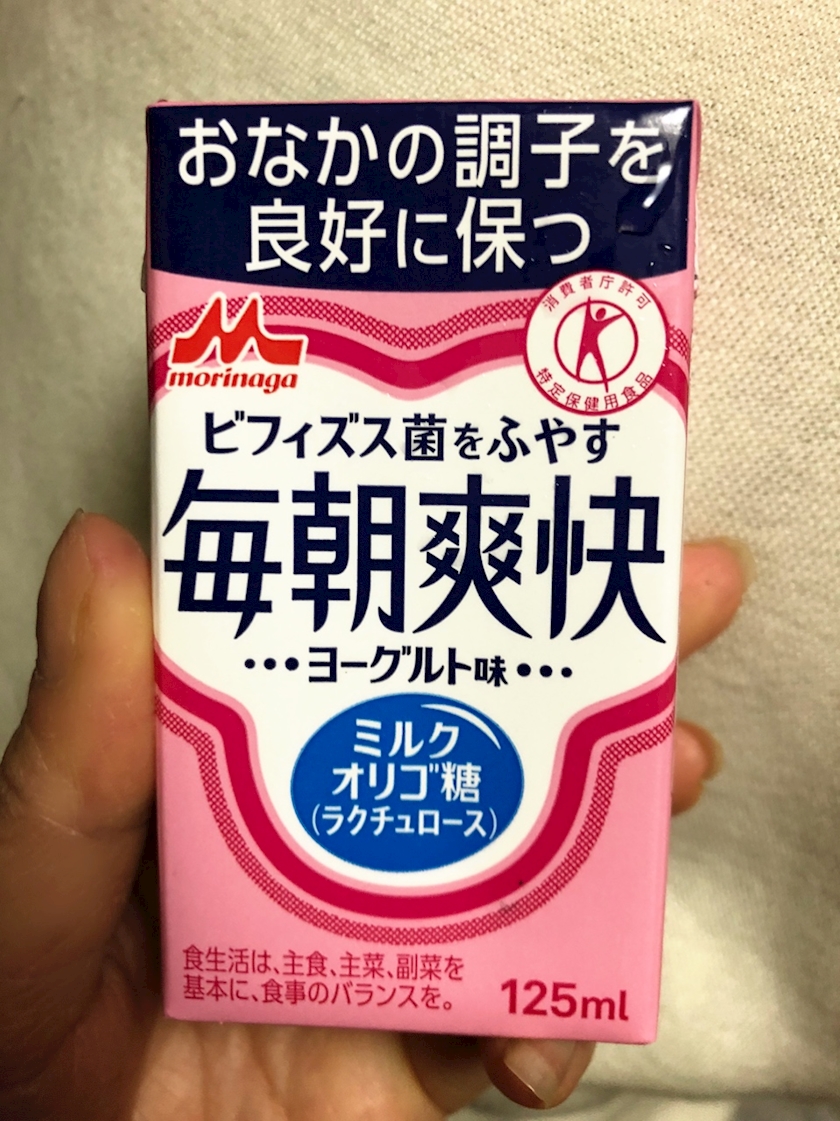 おなかの調子を
良好に保つ
消費者庁許可
特定保健用食品
morinaga
ビフィズス菌をふやす
毎朝爽快
•••ヨーグルト味•••
ミルク
オリゴ糖
(ラクチュロース)
食生活は、主食、主菜、副菜を
基本に、食事のバランスを。
125ml